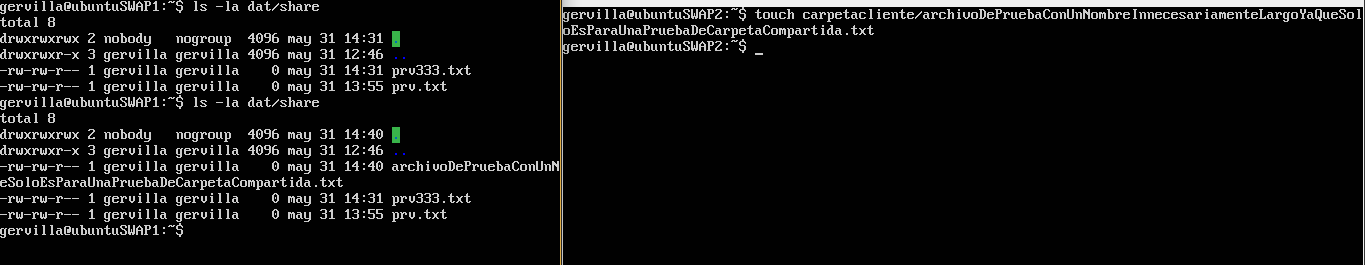 gervilla@ubuntuSWAP1:~$ ls -la dat/share
total 8
drwxrwxrwx 2 nobody   nogroup  4096 may 31 14:31 .
drwxrwxr-x 3 gervilla gervilla 4096 may 31 12:46 ..
-rw-rw-r-- 1 gervilla gervilla    0 may 31 14:31 prv333.txt
-rw-rw-r-- 1 gervilla gervilla    0 may 31 13:55 prv.txt
gervilla@ubuntuSWAP1:~$ ls -la dat/share
total 8
drwxrwxrwx 2 nobody   nogroup  4096 may 31 14:40 .
drwxrwxr-x 3 gervilla gervilla 4096 may 31 12:46 ..
-rw-rw-r-- 1 gervilla gervilla    0 may 31 14:40 archivoDePruebaConUnN
eSoloEsParaUnaPruebaDeCarpetaCompartida.txt
-rw-rw-r-- 1 gervilla gervilla    0 may 31 14:31 prv333.txt
-rw-rw-r-- 1 gervilla gervilla    0 may 31 13:55 prv.txt
gervilla@ubuntuSWAP1:~$
gervilla@ubuntuSWAP2:~$ touch carpetacliente/archivoDePruebaConUnNombreInnecesariamenteLargoYaQueSol
oEsParaUnaPruebaDeCarpetaCompartida.txt
gervilla@ubuntuSWAP2:~$ _